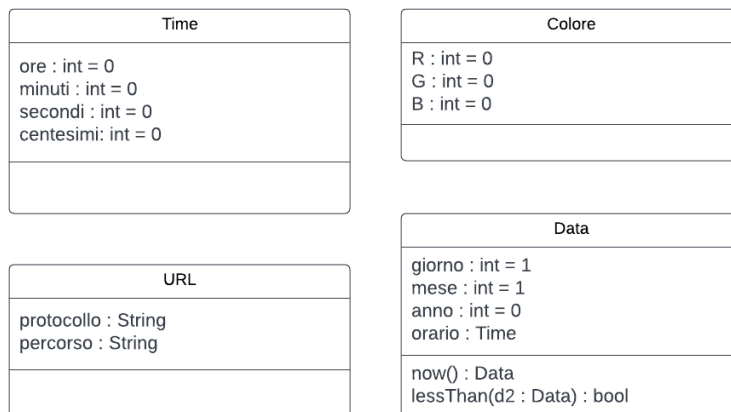 Time
ore : int = 0
minuti : int = 0
secondi : int = 0
centesimi: int = 0
Colore
R : int = 0
G : int = 0
B : int = 0
URL
protocollo : String
percorso : String
Data
giorno : int = 1
mese : int = 1
anno : int = 0
orario : Time
now() : Data
lessThan(d2 : Data) : bool